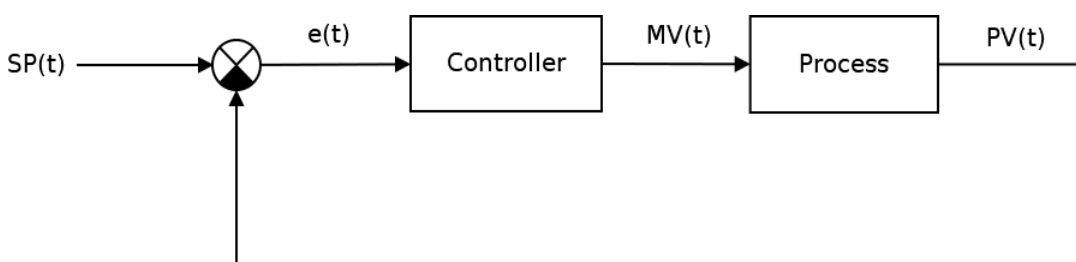 SP(t)
e(t)
Controller
MV(t)
Process
PV(t)